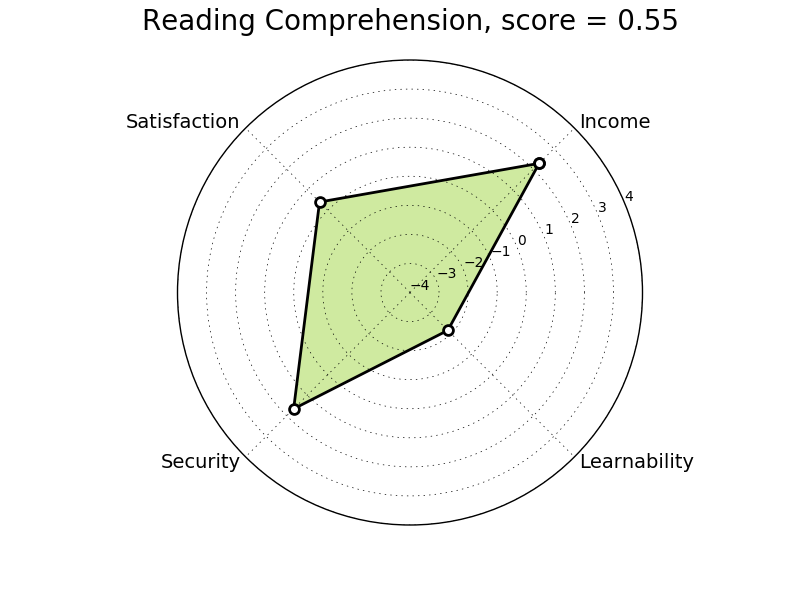 Reading Comprehension, score = 0.55
Satisfaction
Income
4
3
2
1
0
−1
−2
−3
−4
Security
Learnability